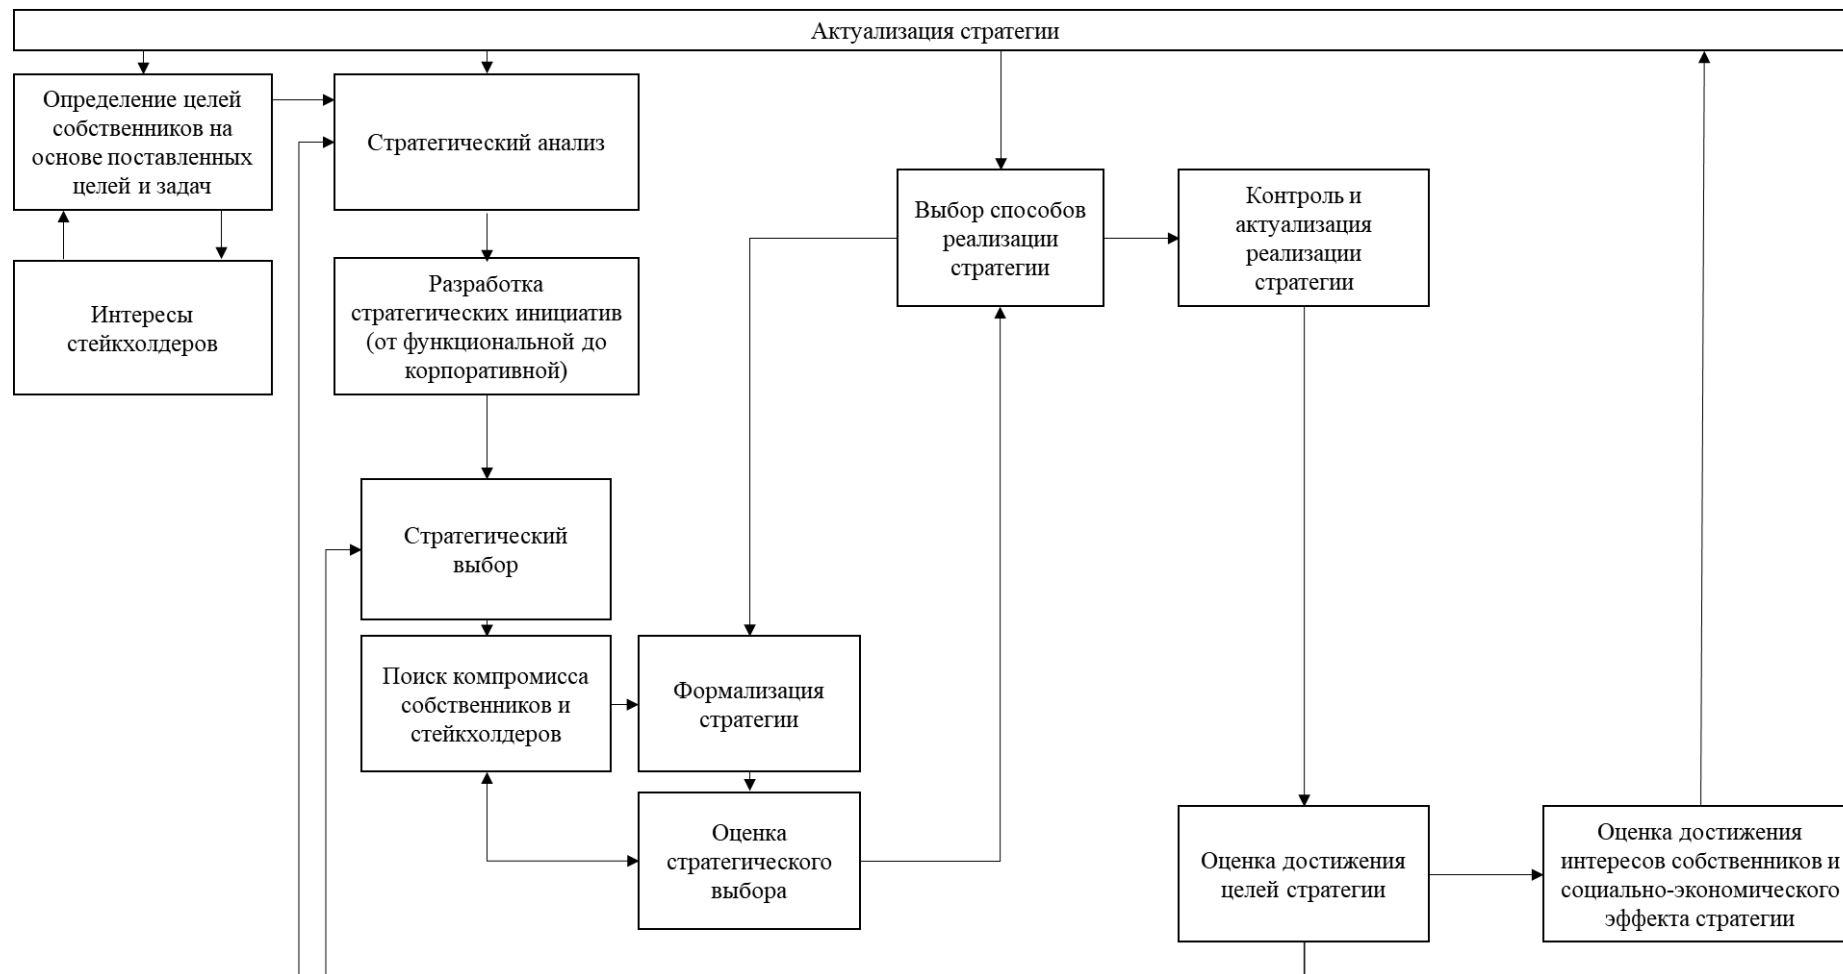 Актуализация стратегии
Определение целей
собственников на
основе поставленных
целей и задач
Стратегический анализ
Интересы
стейкхолдеров
Разработка
стратегических инициатив
(от функциональной до
корпоративной)
Выбор способов
реализации
стратегии
Контроль и
актуализация
реализации
стратегии
Стратегический
выбор
Поиск компромисса
собственников и
стейкхолдеров
Формализация
стратегии
Оценка
стратегического
выбора
Оценка достижения
целей стратегии
Оценка достижения
интересов собственников и
социально-экономического
эффекта стратегии